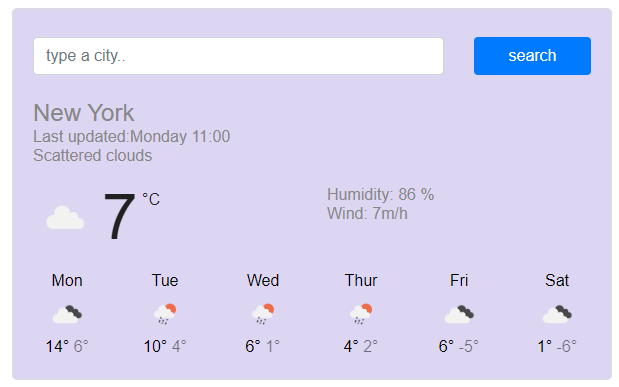 type a city.. search
New York
Last updated:Monday 11:00
Scattered clouds
7 °C
Humidity: 86 %
Wind: 7m/h
Mon Tue Wed Thur Fri Sat
14° 6° 10° 4° 6° 1° 4° 2° 6° -5° 1° -6°